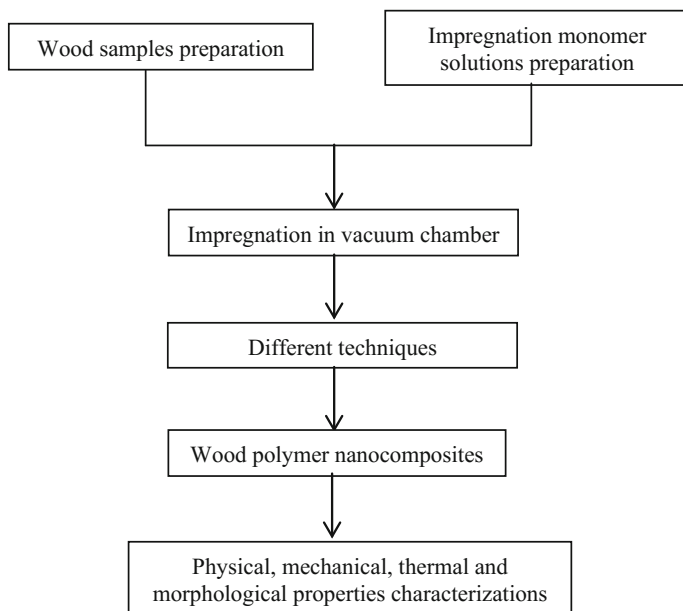 Wood samples preparation
Impregnation monomer
solutions preparation
Impregnation in vacuum chamber
Different techniques
Wood polymer nanocomposites
Physical, mechanical, thermal and
morphological properties characterizations